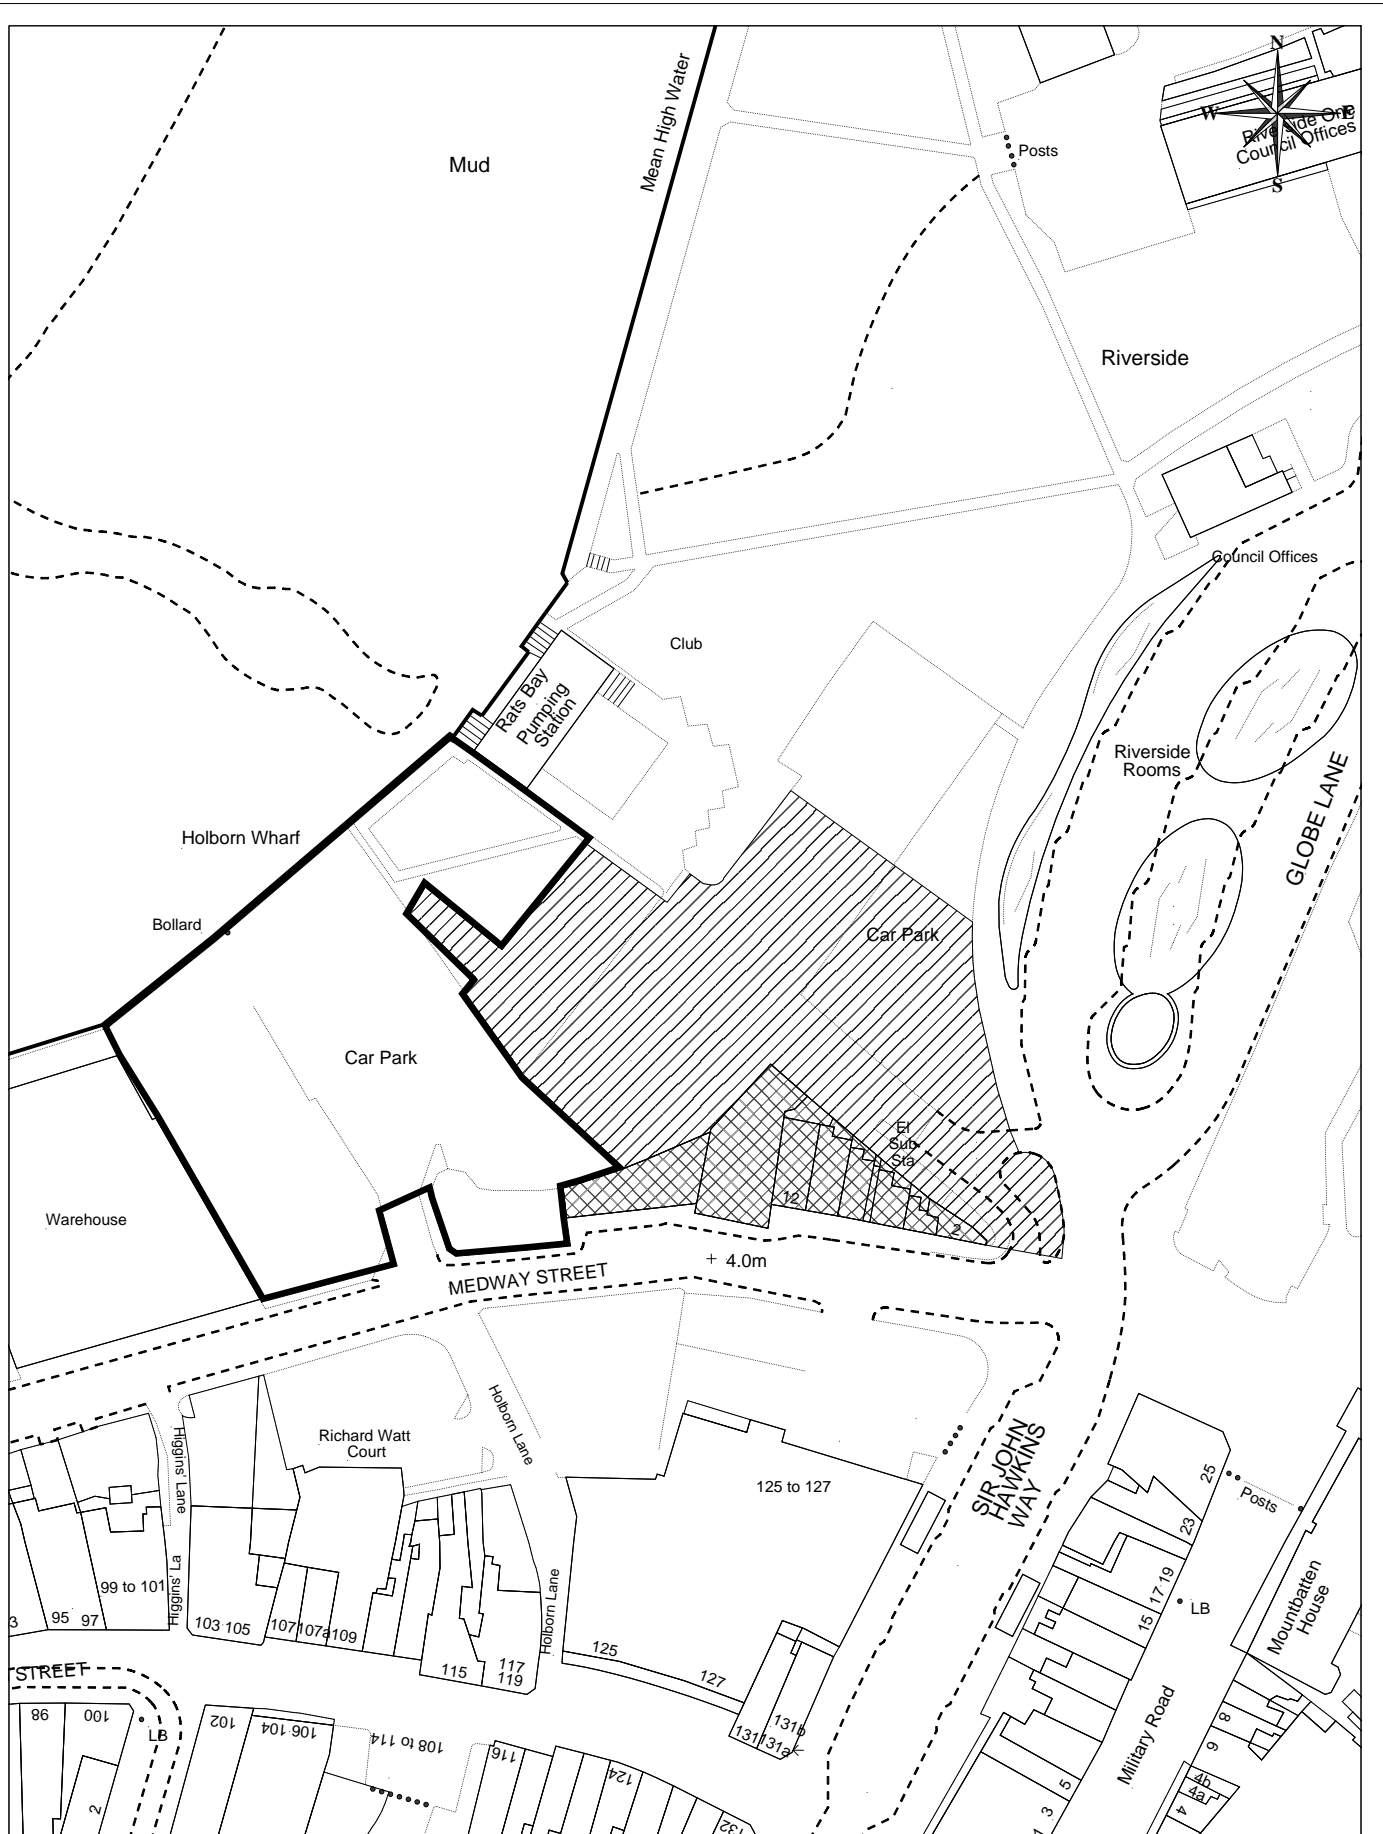 N
Mean High Water
Mud
Posts
W
E
Riverside One
Council Offices
S
Riverside
Council Offices
Club
Rats Bay
Pumping
Station
Riverside
Rooms
GLOBE LANE
Holborn Wharf
Bollard
Car Park
Car Park
El
Sub
Sta
Warehouse
12
2
4.0m
MEDWAY STREET
Holborn Lane
Richard Watt
Court
Higgins' Lane
SIR JOHN
HAWKINS
WAY
125 to 127
25
Posts
23
19
17
15
LB
Mountbatten
House
Higgins' La
Holborn Lane
99 to 101
3
95
97
103
105
107
107a
109
115
117
119
125
127
STREET
131b
131
131a
98
100
LB
102
104
106
108 to 114
116
124
132
2
Military Road
8
6
4b
4a
4
5
3
1